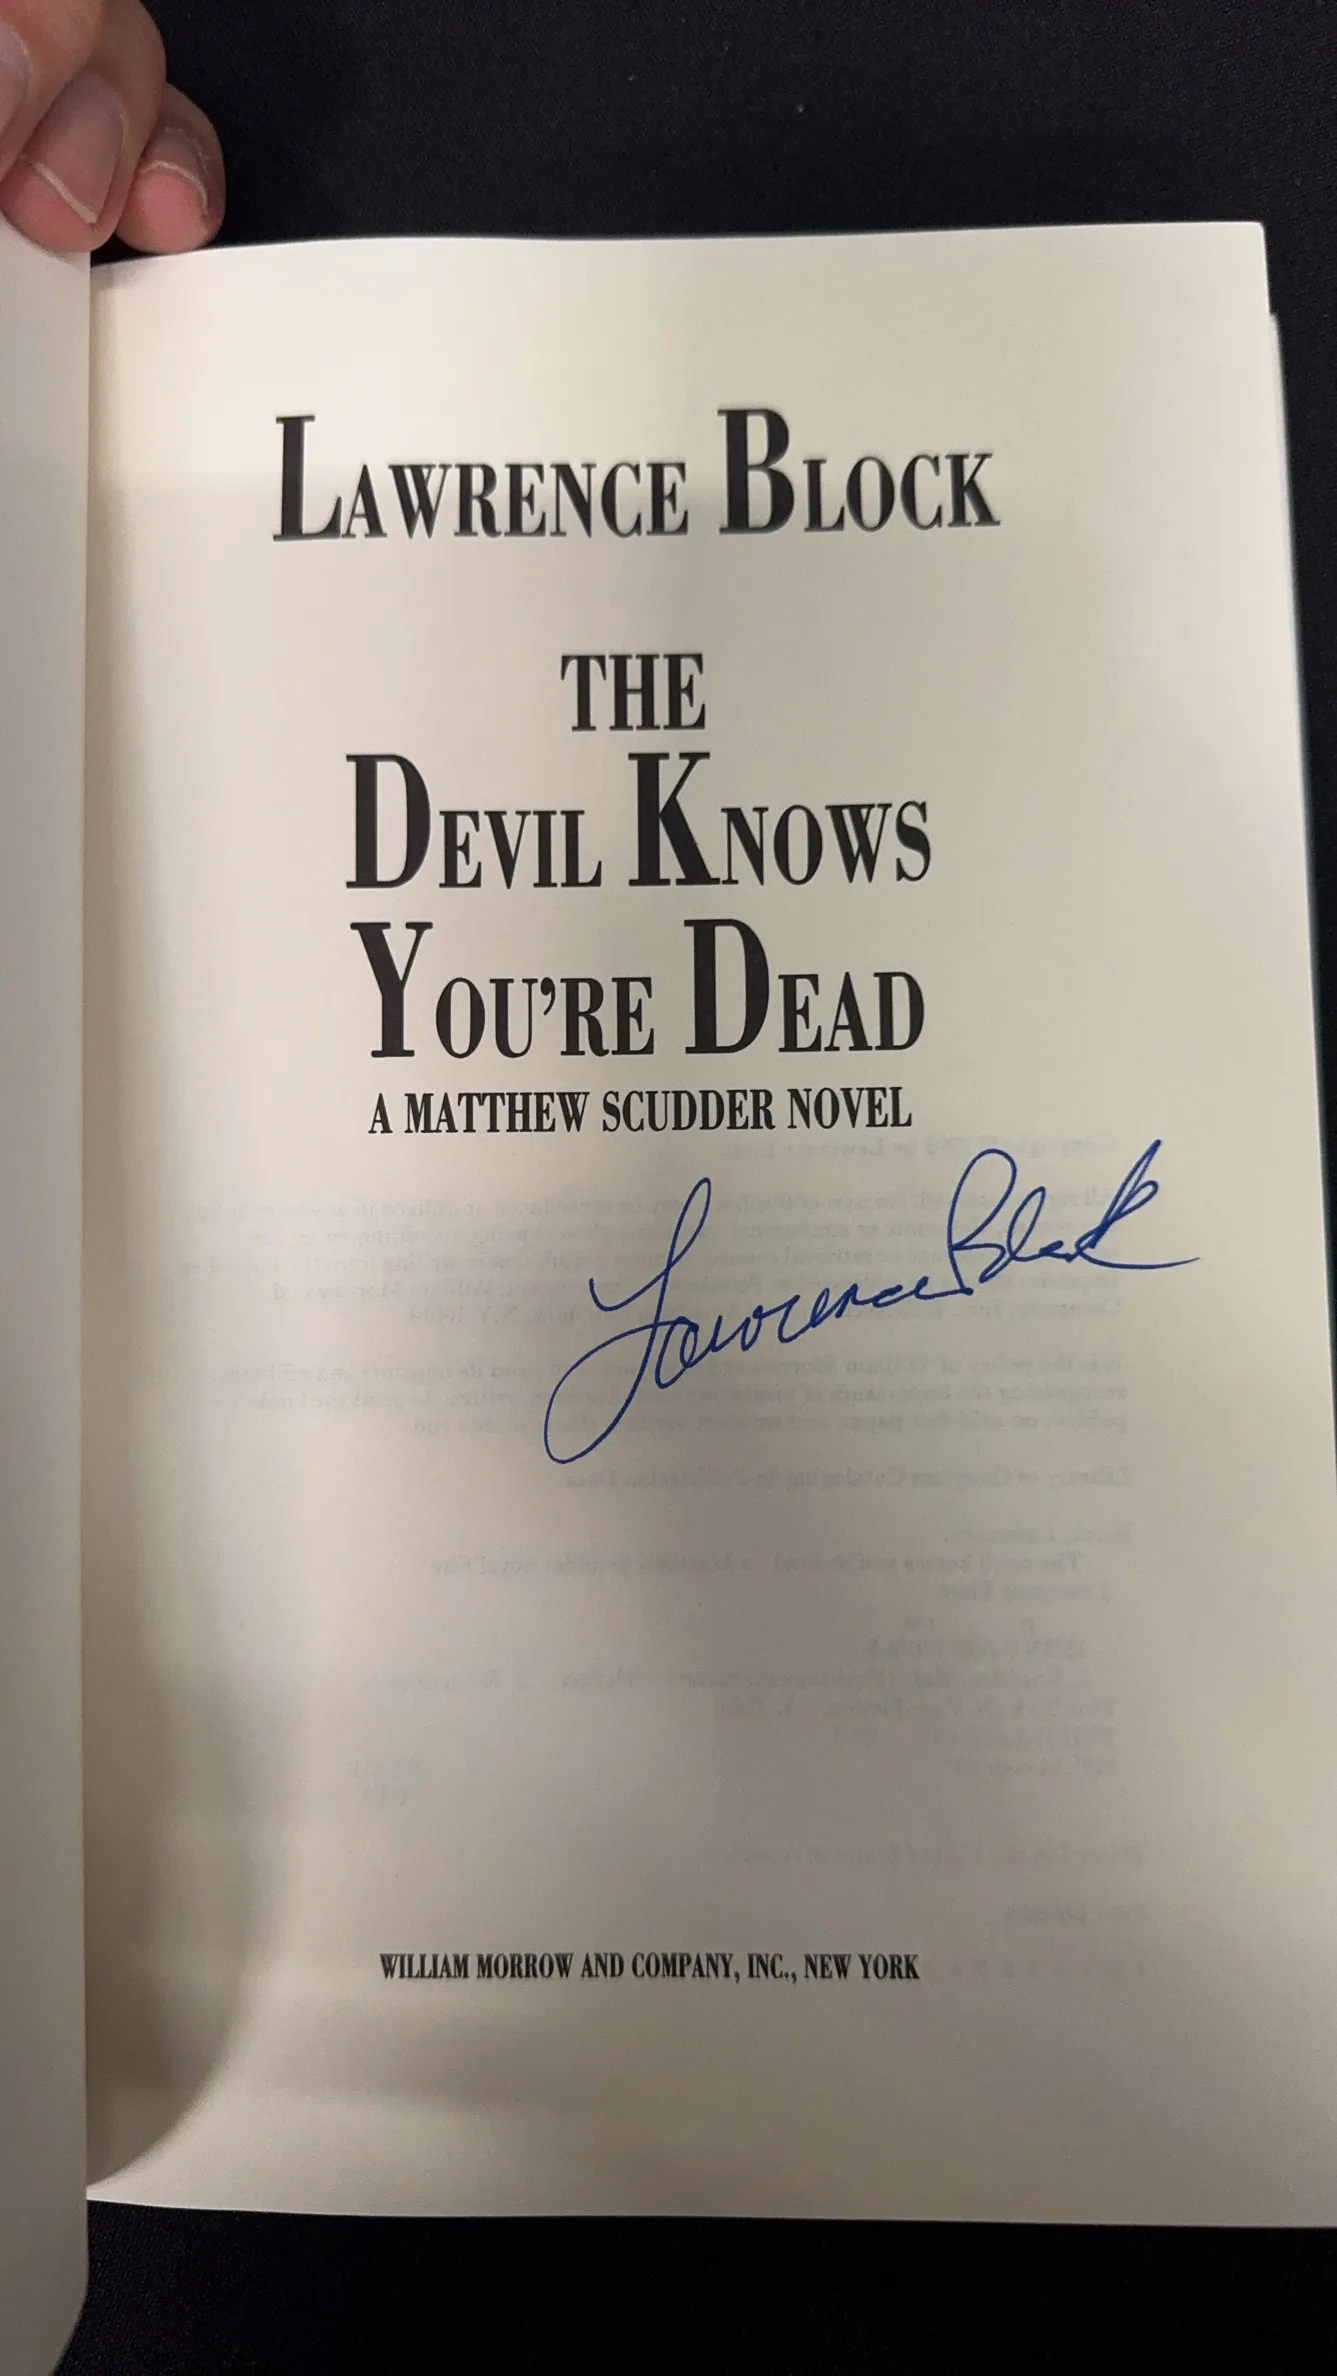 LAWRENCE BLOCK
THE
DEVIL KNOWS
YOU'RE DEAD
A MATTHEW SCUDDER NOVEL
Lawrence Block
WILLIAM MORROW AND COMPANY, INC., NEW YORK